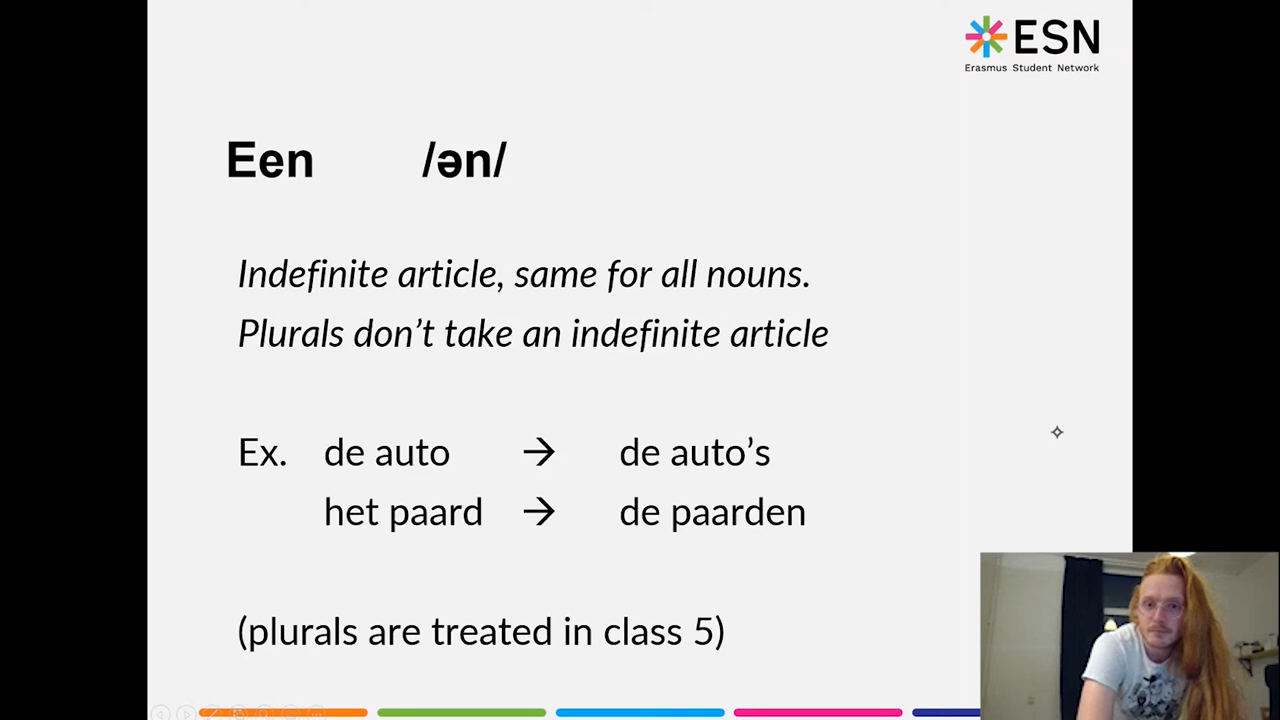 ESN
Erasmus Student Network
Een /ən/
Indefinite article, same for all nouns.
Plurals don’t take an indefinite article
Ex. de auto → de auto’s
het paard → de paarden
(plurals are treated in class 5)